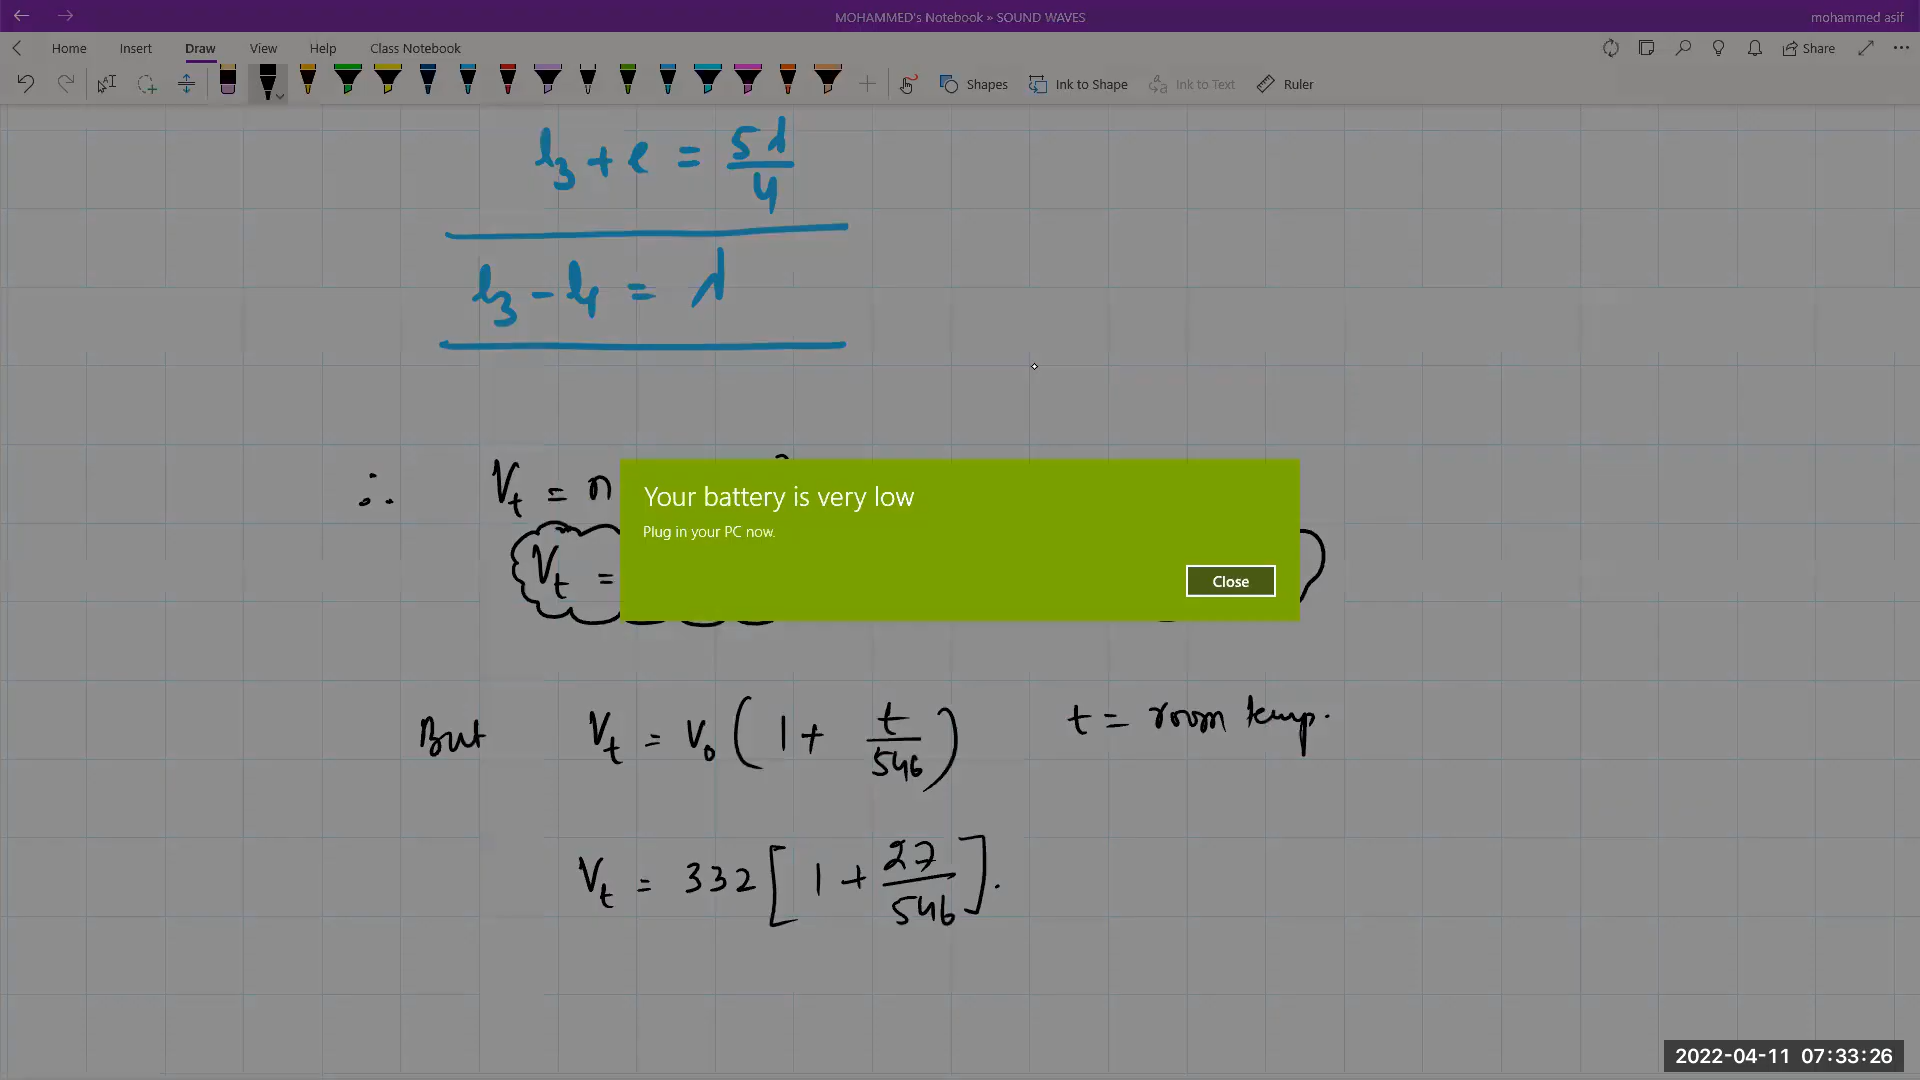 MOHAMMED's Notebook » SOUND WAVES
mohammed asif
Home Insert Draw View Help Class Notebook
Share
Shapes Ink to Shape Ink to Text Ruler
l₃ + e = 5λ/4
l₃ - l₁ = λ
∴ Vt = n
Vt =
Your battery is very low
Plug in your PC now.
Close
But Vt = V₀ ( 1 + t/546 ) t = room temp.
Vt = 332 [ 1 + 27/546 ].
2022-04-11 07:33:26